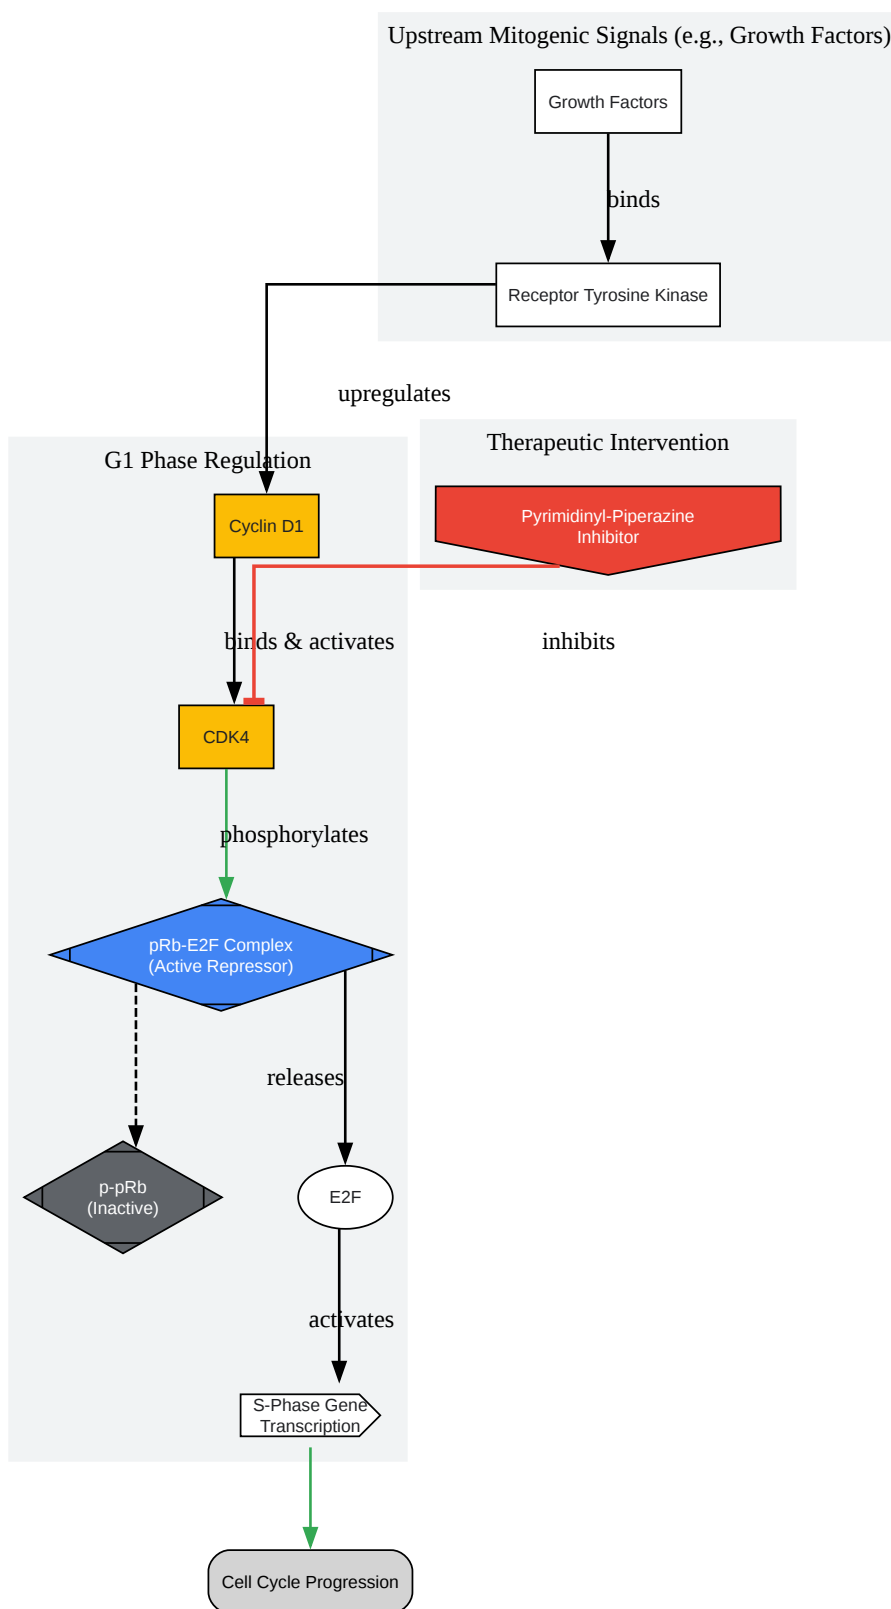 Upstream Mitogenic Signals (e.g., Growth Factors)
Growth Factors
binds
Receptor Tyrosine Kinase
upregulates
G1 Phase Regulation
Therapeutic Intervention
Cyclin D1
Pyrimidinyl-Piperazine
Inhibitor
binds & activates
inhibits
CDK4
phosphorylates
pRb-E2F Complex
(Active Repressor)
releases
p-pRb
(Inactive)
E2F
activates
S-Phase Gene
Transcription
Cell Cycle Progression